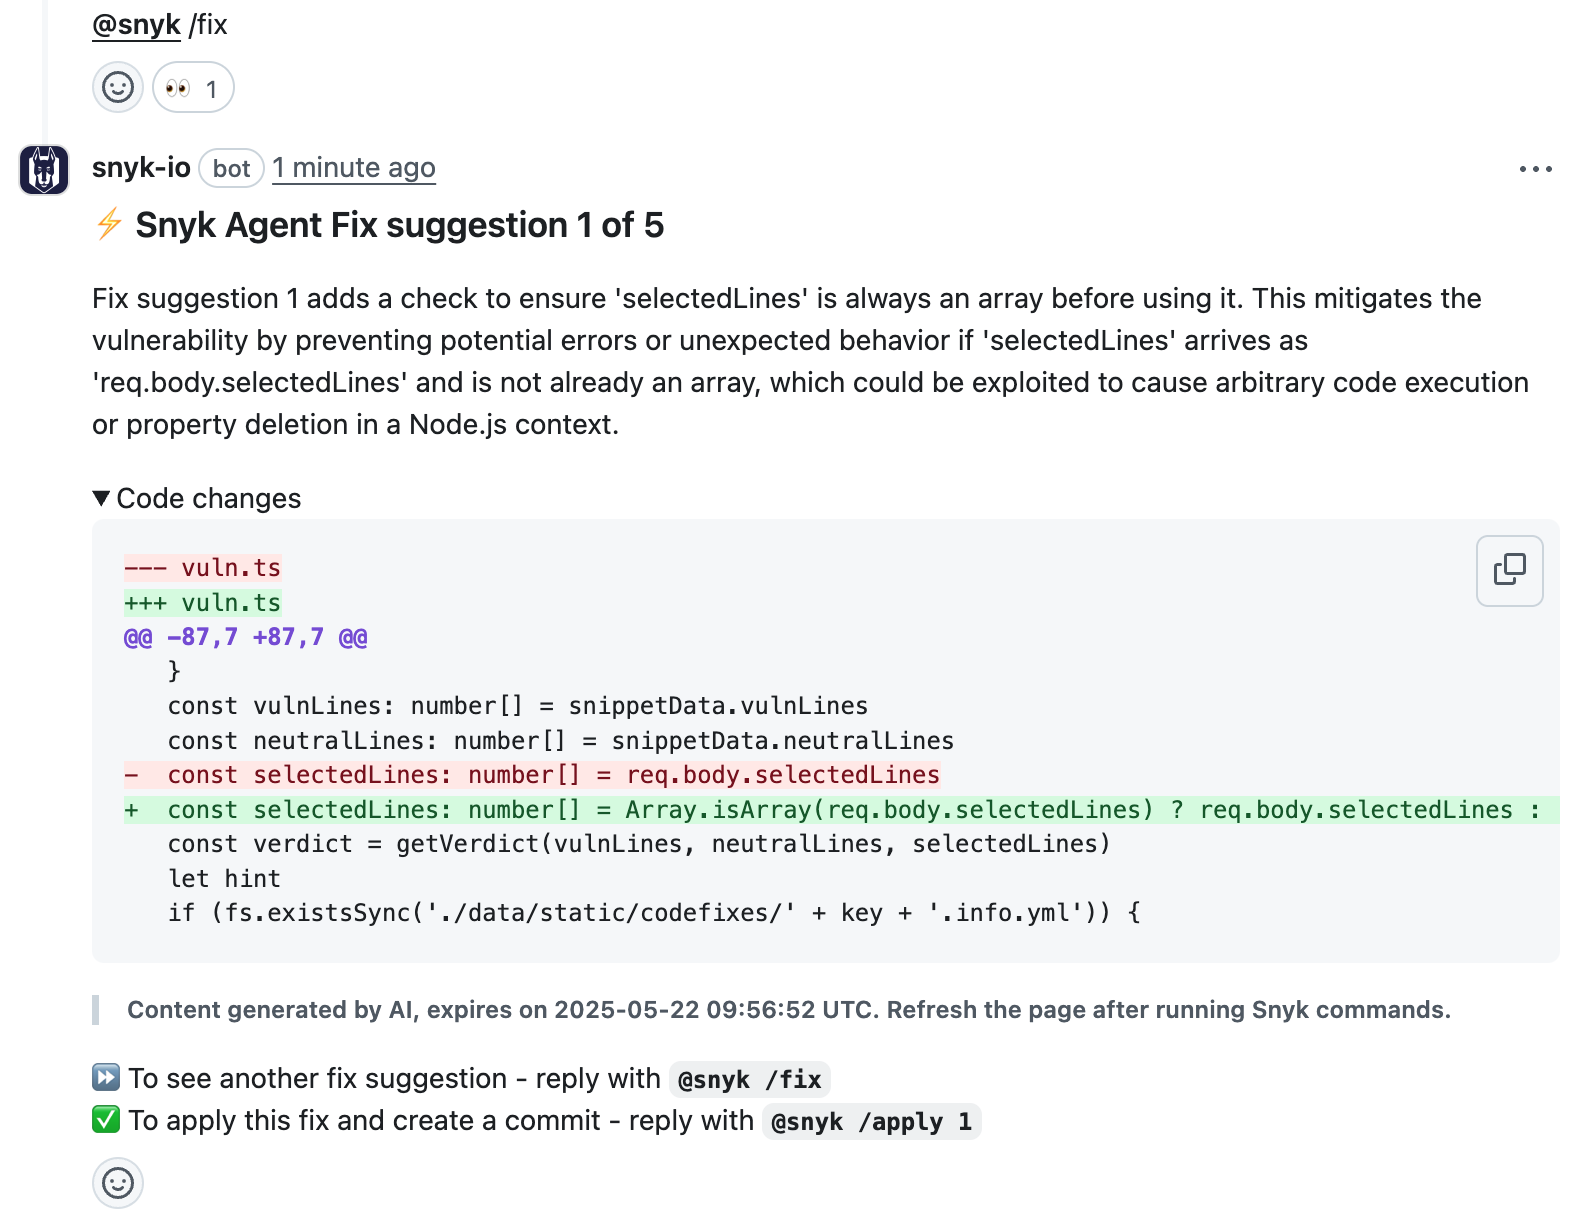 @snyk /fix
👀 1
snyk-io bot 1 minute ago
⚡ Snyk Agent Fix suggestion 1 of 5
Fix suggestion 1 adds a check to ensure 'selectedLines' is always an array before using it. This mitigates the
vulnerability by preventing potential errors or unexpected behavior if 'selectedLines' arrives as
'req.body.selectedLines' and is not already an array, which could be exploited to cause arbitrary code execution
or property deletion in a Node.js context.
▼ Code changes
--- vuln.ts
+++ vuln.ts
@@ -87,7 +87,7 @@
   }
   const vulnLines: number[] = snippetData.vulnLines
   const neutralLines: number[] = snippetData.neutralLines
-  const selectedLines: number[] = req.body.selectedLines
+  const selectedLines: number[] = Array.isArray(req.body.selectedLines) ? req.body.selectedLines :
   const verdict = getVerdict(vulnLines, neutralLines, selectedLines)
   let hint
   if (fs.existsSync('./data/static/codefixes/' + key + '.info.yml')) {
Content generated by AI, expires on 2025-05-22 09:56:52 UTC. Refresh the page after running Snyk commands.
⏩ To see another fix suggestion - reply with @snyk /fix
✅ To apply this fix and create a commit - reply with @snyk /apply 1